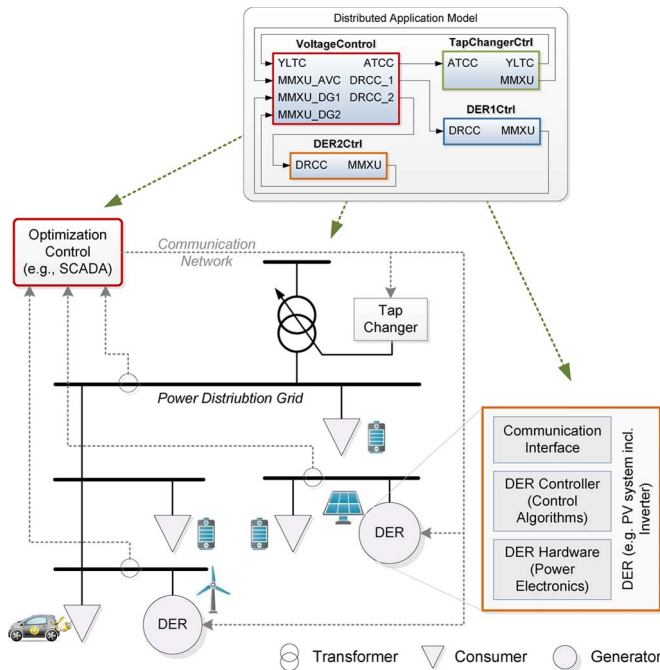 Distributed Application Model
VoltageControl
TapChangerCtrl
YLTC
ATCC
MMXU_AVC
DRCC_1
MMXU_DG1
DRCC_2
MMXU_DG2
ATCC
YLTC
MMXU
DER1Ctrl
DRCC
MMXU
DER2Ctrl
DRCC
MMXU
Optimization
Control
(e.g., SCADA)
Communication
Network
Tap
Changer
Power Distriubtion Grid
Communication
Interface
DER Controller
(Control
Algorithms)
DER Hardware
(Power
Electronics)
DER (e.g. PV system incl.
Inverter)
DER
DER
Transformer
Consumer
Generator